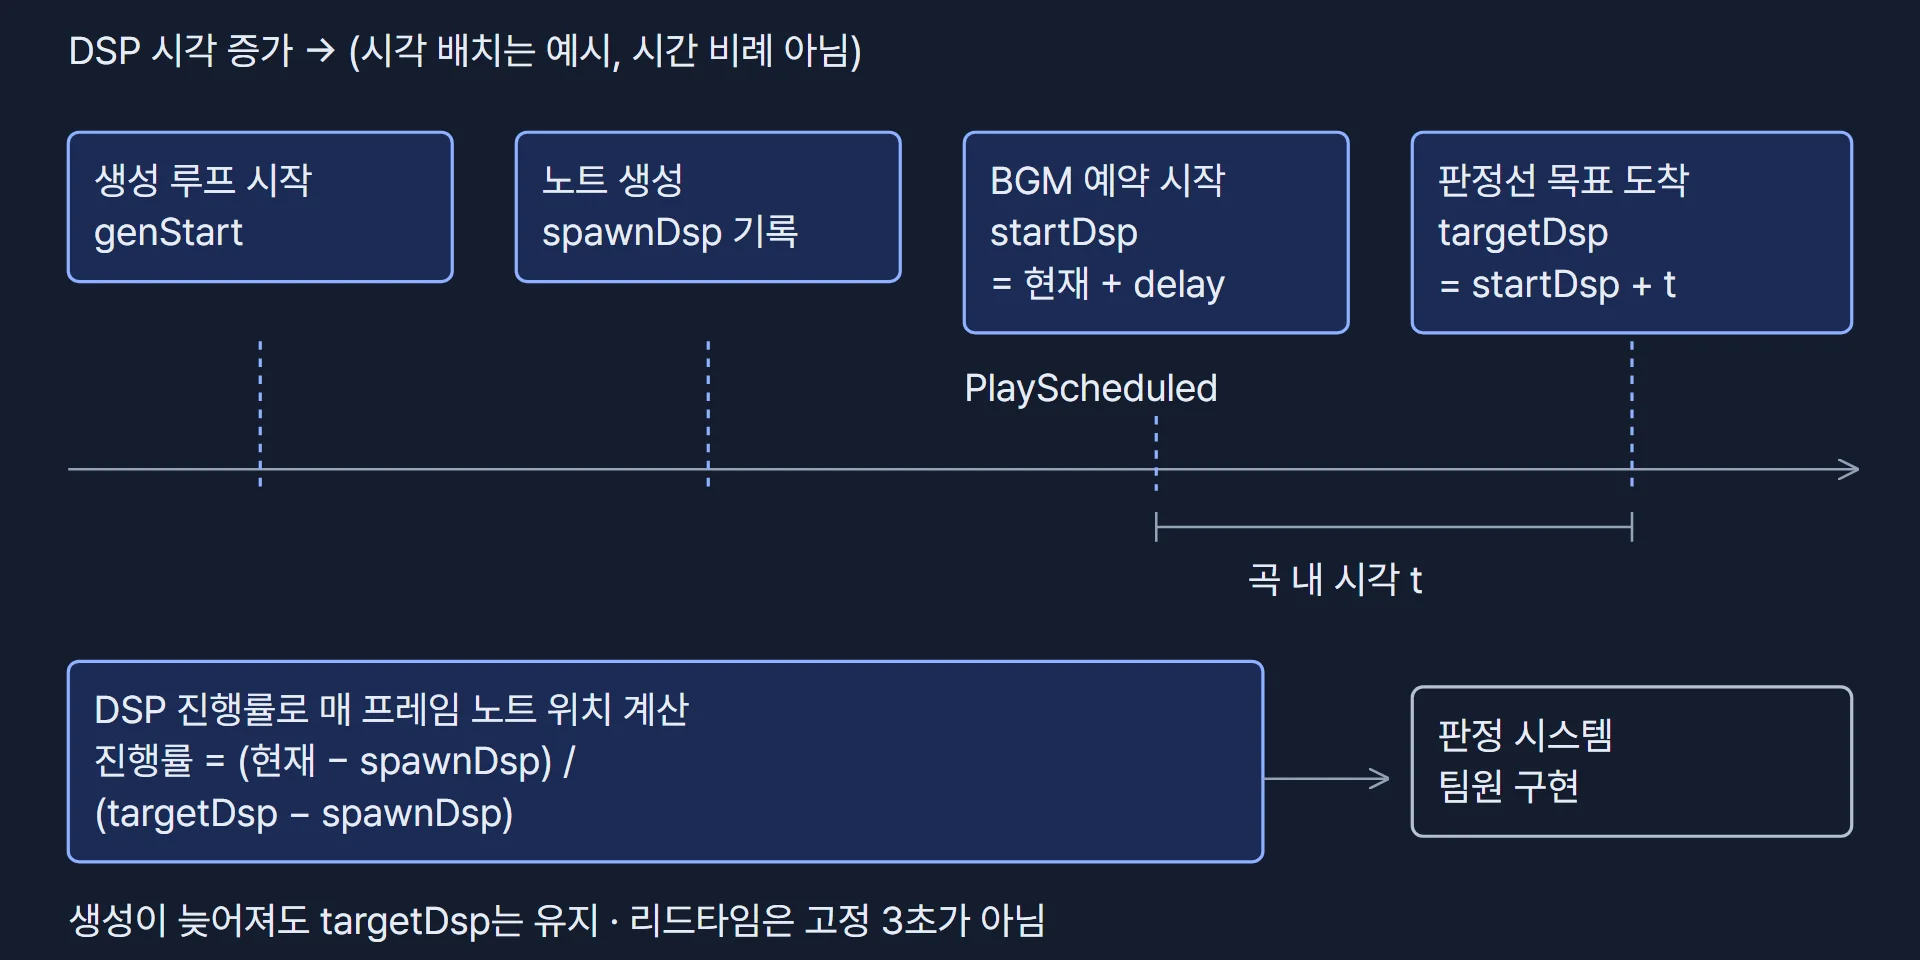 DSP 시각 증가 → (시각 배치는 예시, 시간 비례 아님)
생성 루프 시작
genStart
노트 생성
spawnDsp 기록
BGM 예약 시작
startDsp
= 현재 + delay
판정선 목표 도착
targetDsp
= startDsp + t
PlayScheduled
곡 내 시각 t
DSP 진행률로 매 프레임 노트 위치 계산
진행률 = (현재 − spawnDsp) /
(targetDsp − spawnDsp)
판정 시스템
팀원 구현
생성이 늦어져도 targetDsp는 유지 · 리드타임은 고정 3초가 아님